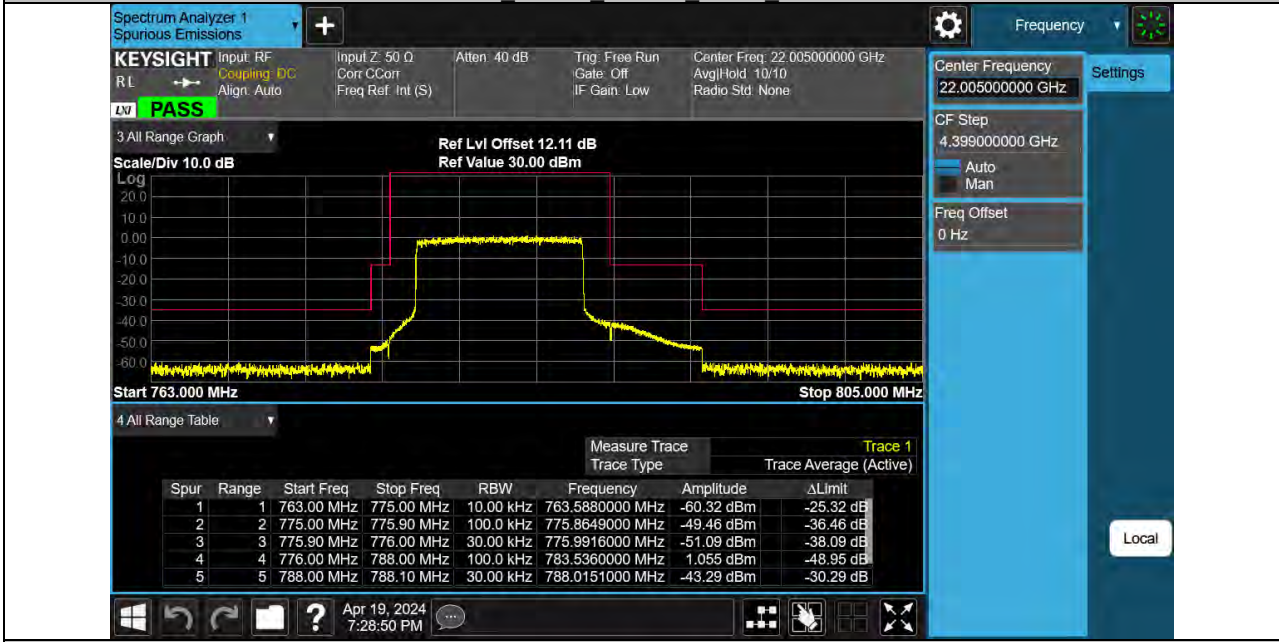 Spectrum Analyzer 1
Spurious Emissions
Frequency
KEYSIGHT Input: RF Input Z: 50 Ω Atten: 40 dB Trig: Free Run Center Freq: 22.005000000 GHz
RL Coupling: DC Corr CCorr Gate: Off Avg|Hold: 10/10
Align: Auto Freq Ref: Int (S) IF Gain: Low Radio Std: None
LXI PASS
Center Frequency
22.005000000 GHz
Settings
CF Step
4.399000000 GHz
Auto
Man
Freq Offset
0 Hz
3 All Range Graph
Ref Lvl Offset 12.11 dB
Scale/Div 10.0 dB Ref Value 30.00 dBm
Log
20.0
10.0
0.00
-10.0
-20.0
-30.0
-40.0
-50.0
-60.0
Start 763.000 MHz Stop 805.000 MHz
4 All Range Table
Measure Trace Trace 1
Trace Type Trace Average (Active)
Spur Range Start Freq Stop Freq RBW Frequency Amplitude ΔLimit
1 1 763.00 MHz 775.00 MHz 10.00 kHz 763.5880000 MHz -60.32 dBm -25.32 dB
2 2 775.00 MHz 775.90 MHz 100.0 kHz 775.8649000 MHz -49.46 dBm -36.46 dB
3 3 775.90 MHz 776.00 MHz 30.00 kHz 775.9916000 MHz -51.09 dBm -38.09 dB
4 4 776.00 MHz 788.00 MHz 100.0 kHz 783.5360000 MHz 1.055 dBm -48.95 dB
5 5 788.00 MHz 788.10 MHz 30.00 kHz 788.0151000 MHz -43.29 dBm -30.29 dB
Local
? Apr 19, 2024
7:28:50 PM